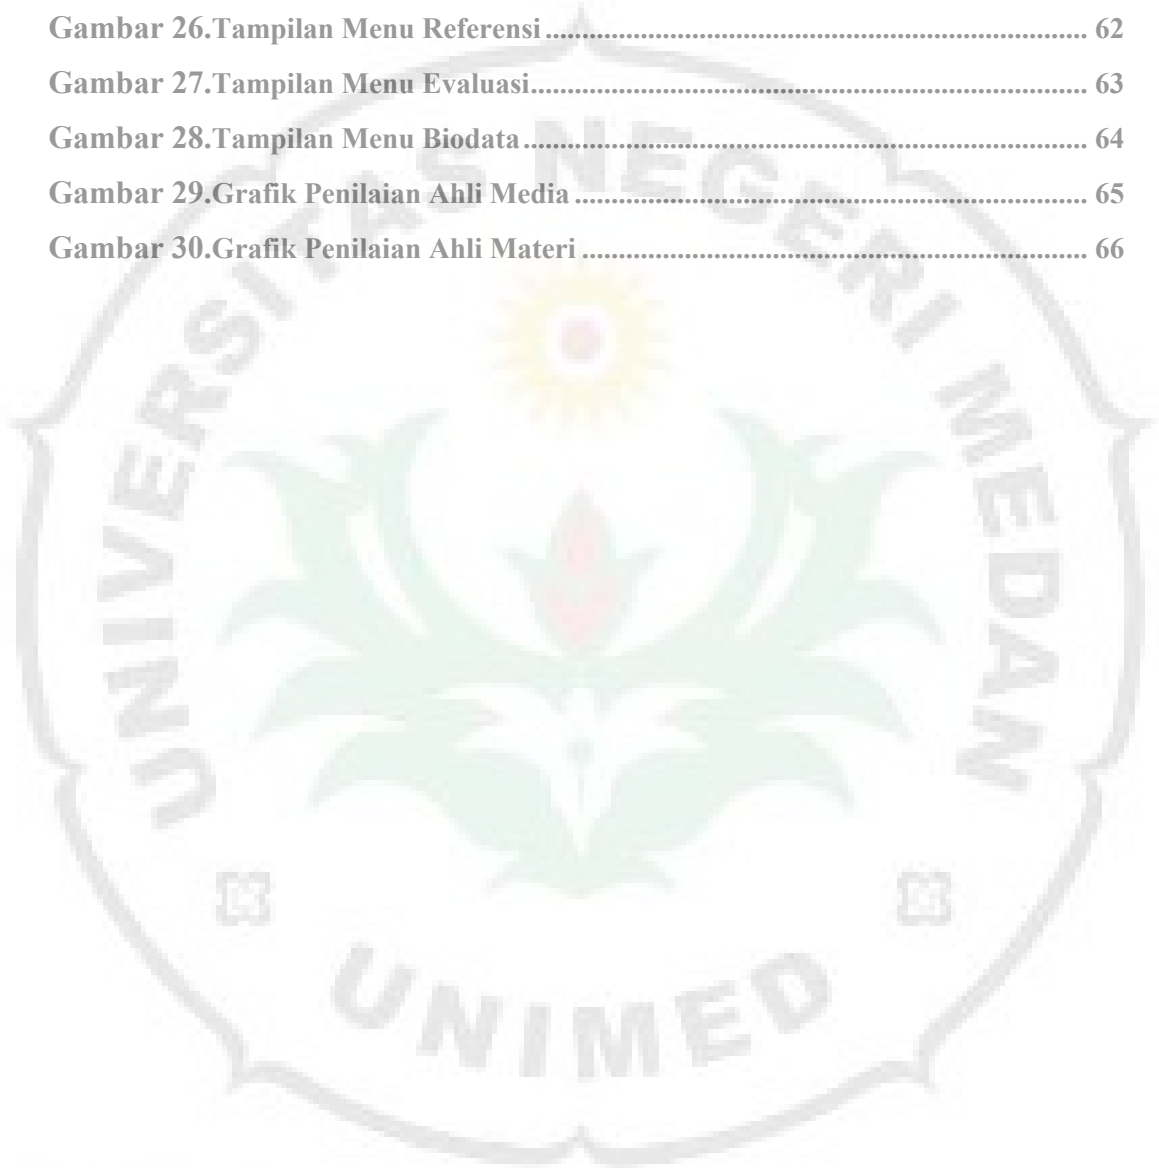 Gambar 26.Tampilan Menu Referensi ........................................................................ 62
Gambar 27.Tampilan Menu Evaluasi.......................................................................... 63
Gambar 28.Tampilan Menu Biodata........................................................................... 64
Gambar 29.Grafik Penilaian Ahli Media .................................................................... 65
Gambar 30.Grafik Penilaian Ahli Materi ................................................................... 66
UNIVERSITAS NEGERI MEDAN
UNIMED